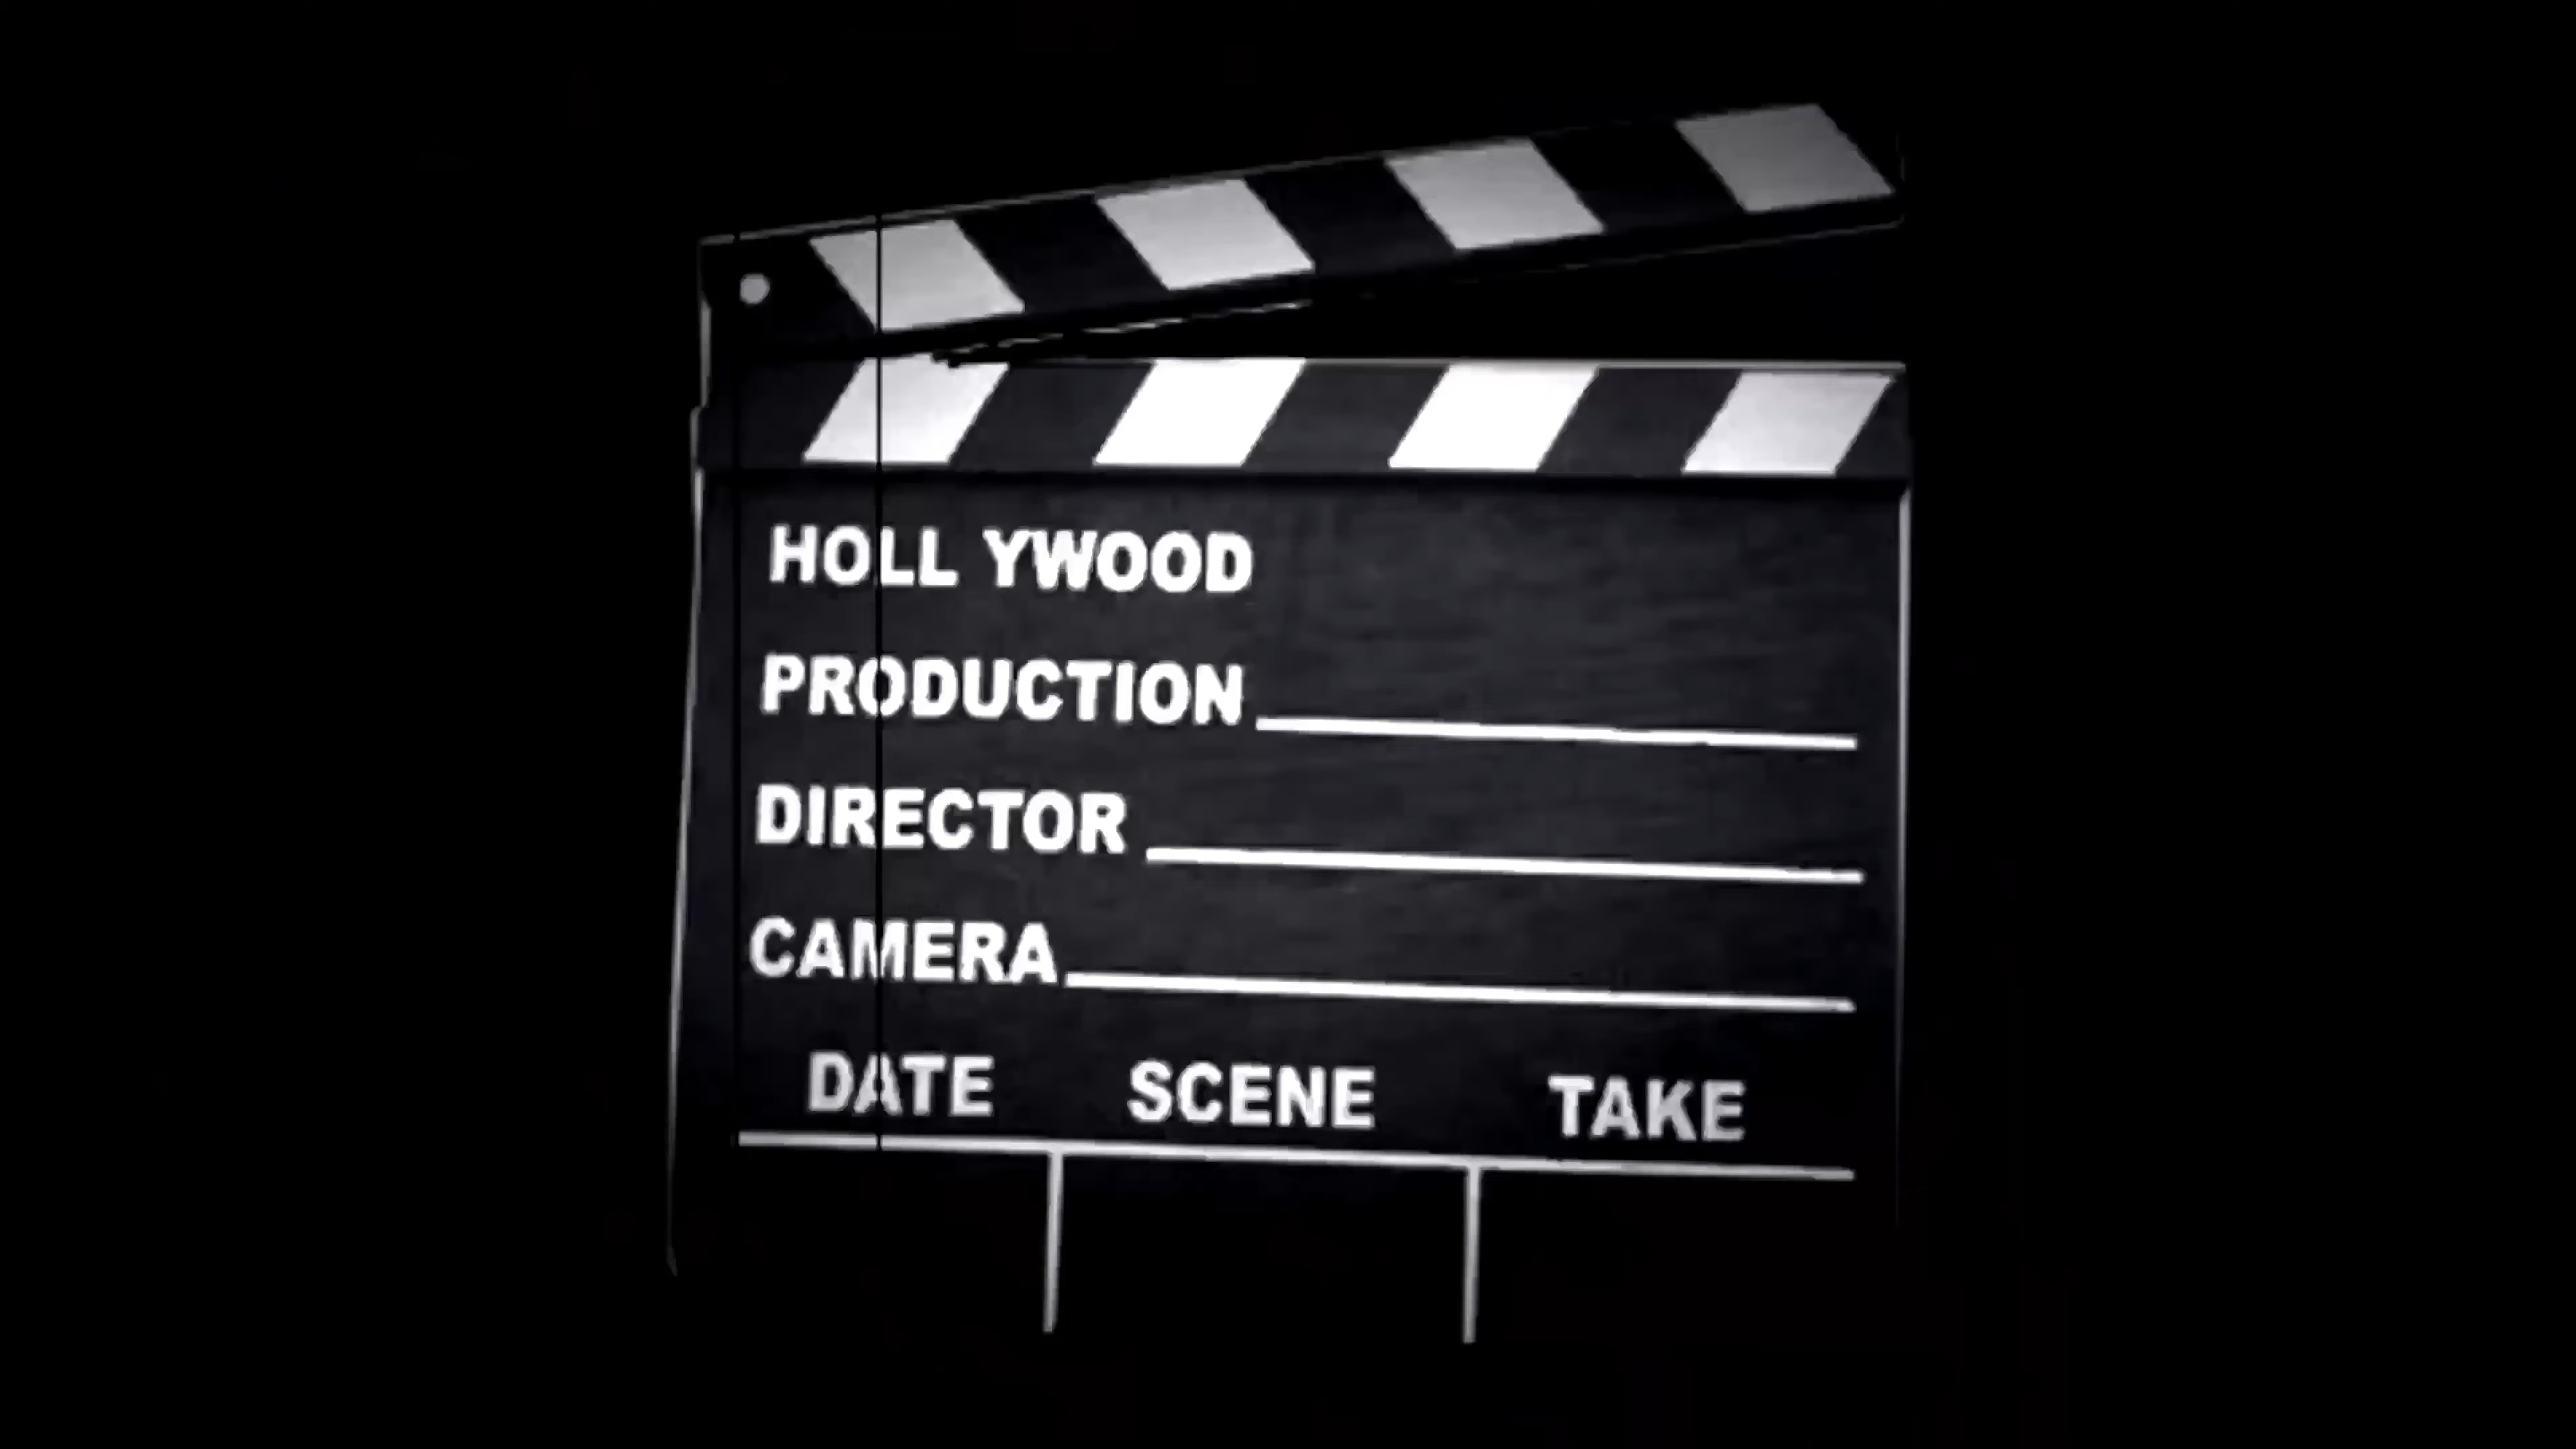 HOLL YWOOD
PRODUCTION
DIRECTOR
CAMERA
DATE SCENE TAKE